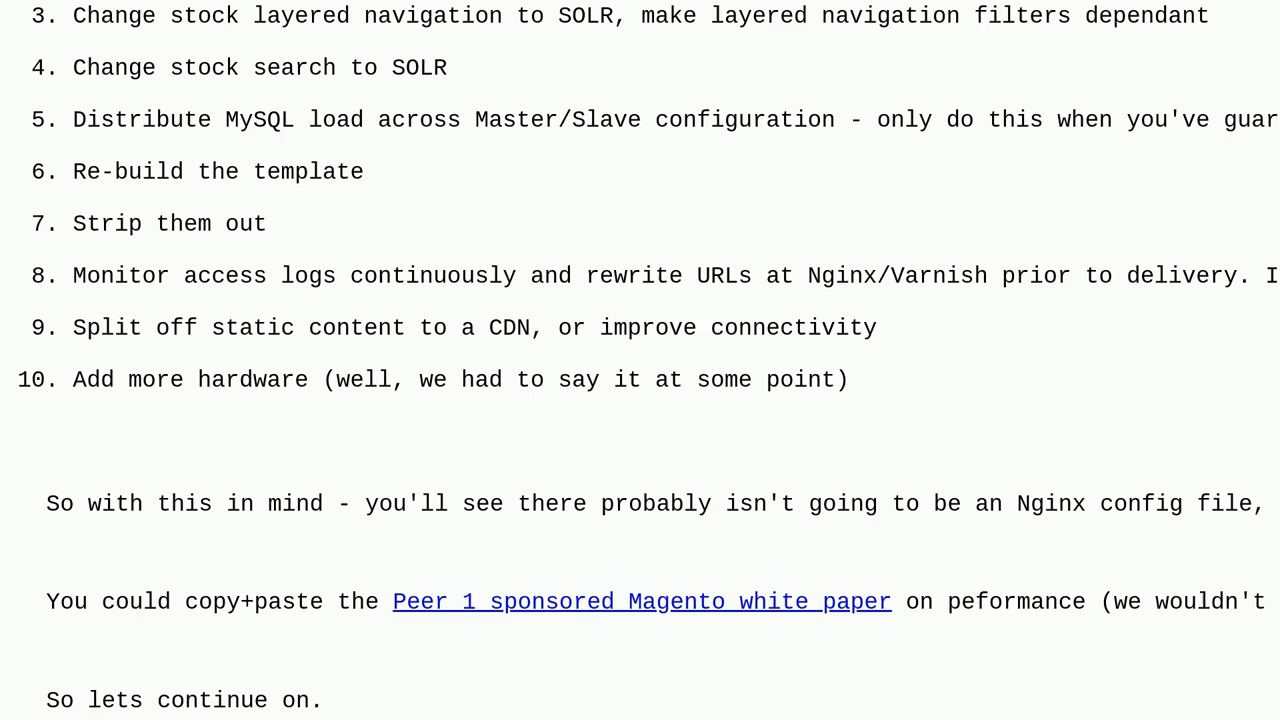 3. Change stock layered navigation to SOLR, make layered navigation filters dependant
4. Change stock search to SOLR
5. Distribute MySQL load across Master/Slave configuration - only do this when you've guar
6. Re-build the template
7. Strip them out
8. Monitor access logs continuously and rewrite URLs at Nginx/Varnish prior to delivery. I
9. Split off static content to a CDN, or improve connectivity
10. Add more hardware (well, we had to say it at some point)
So with this in mind - you'll see there probably isn't going to be an Nginx config file,
You could copy+paste the Peer 1 sponsored Magento white paper on peformance (we wouldn't
So lets continue on.